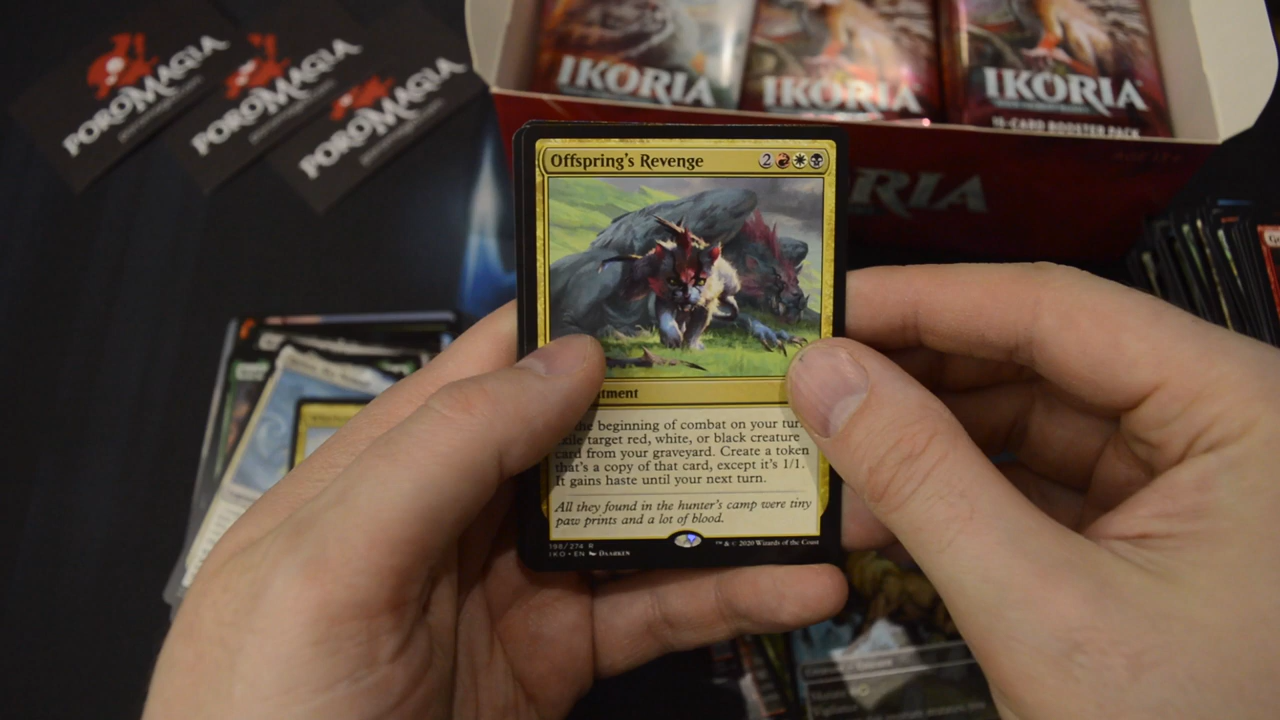 POROMAGIA
POROMAGIA
POROMAGIA
IKORIA
IKORIA
IKORIA
15-CARD BOOSTER PACK
RIA
Offspring's Revenge
2
tment
beginning of combat on your tur
xile target red, white, or black creature
card from your graveyard. Create a token
that's a copy of that card, except it's 1/1.
It gains haste until your next turn.
All they found in the hunter's camp were tiny
paw prints and a lot of blood.
198/274 R
IKO • EN DAARKEN
™ & © 2020 Wizards of the Coast